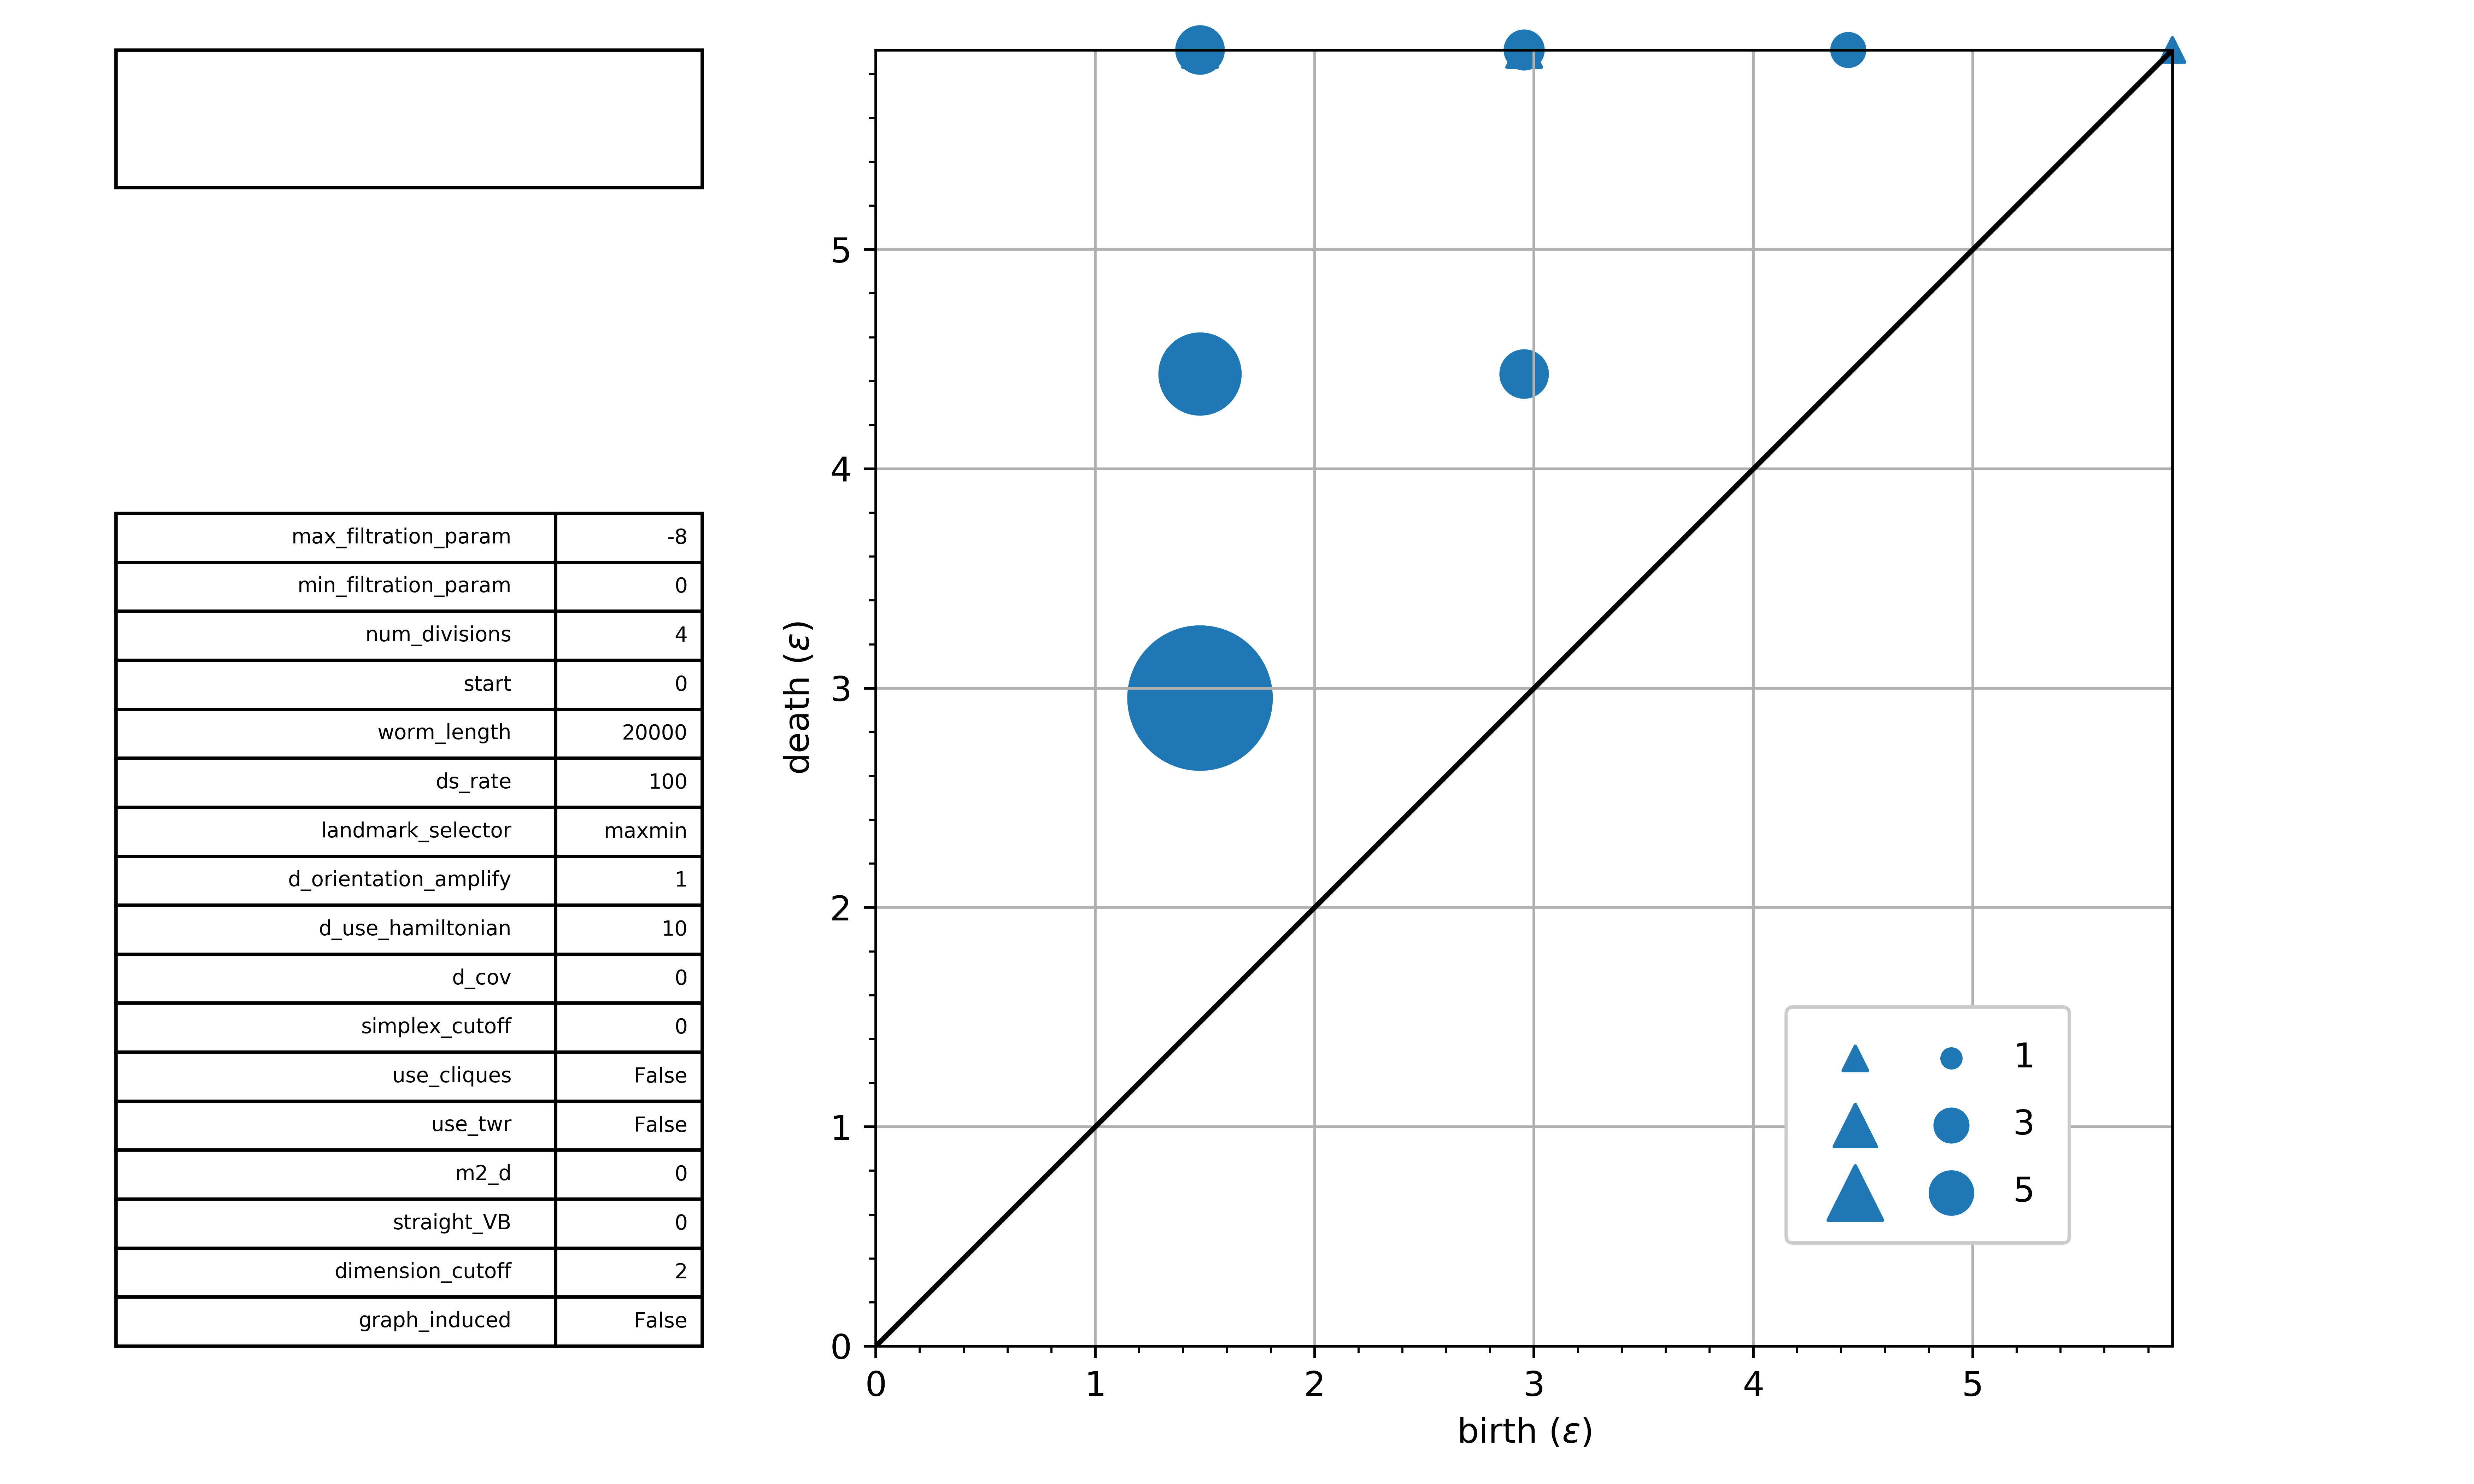 max_filtration_param -8
min_filtration_param 0
num_divisions 4
start 0
worm_length 20000
ds_rate 100
landmark_selector maxmin
d_orientation_amplify 1
d_use_hamiltonian 10
d_cov 0
simplex_cutoff 0
use_cliques False
use_twr False
m2_d 0
straight_VB 0
dimension_cutoff 2
graph_induced False
death (ε)
5
4
3
2
1
0
0 1 2 3 4 5
birth (ε)
1
3
5